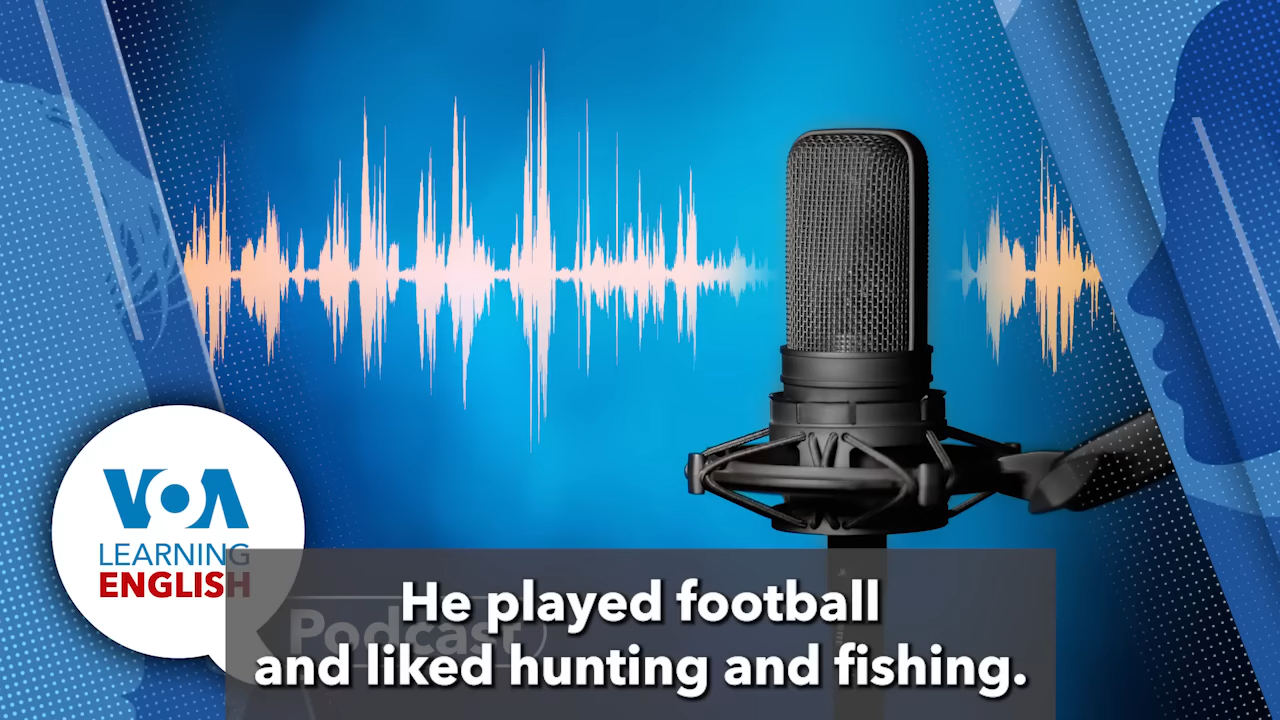 VOA
LEARNING
ENGLISH
Podcast
He played football
and liked hunting and fishing.